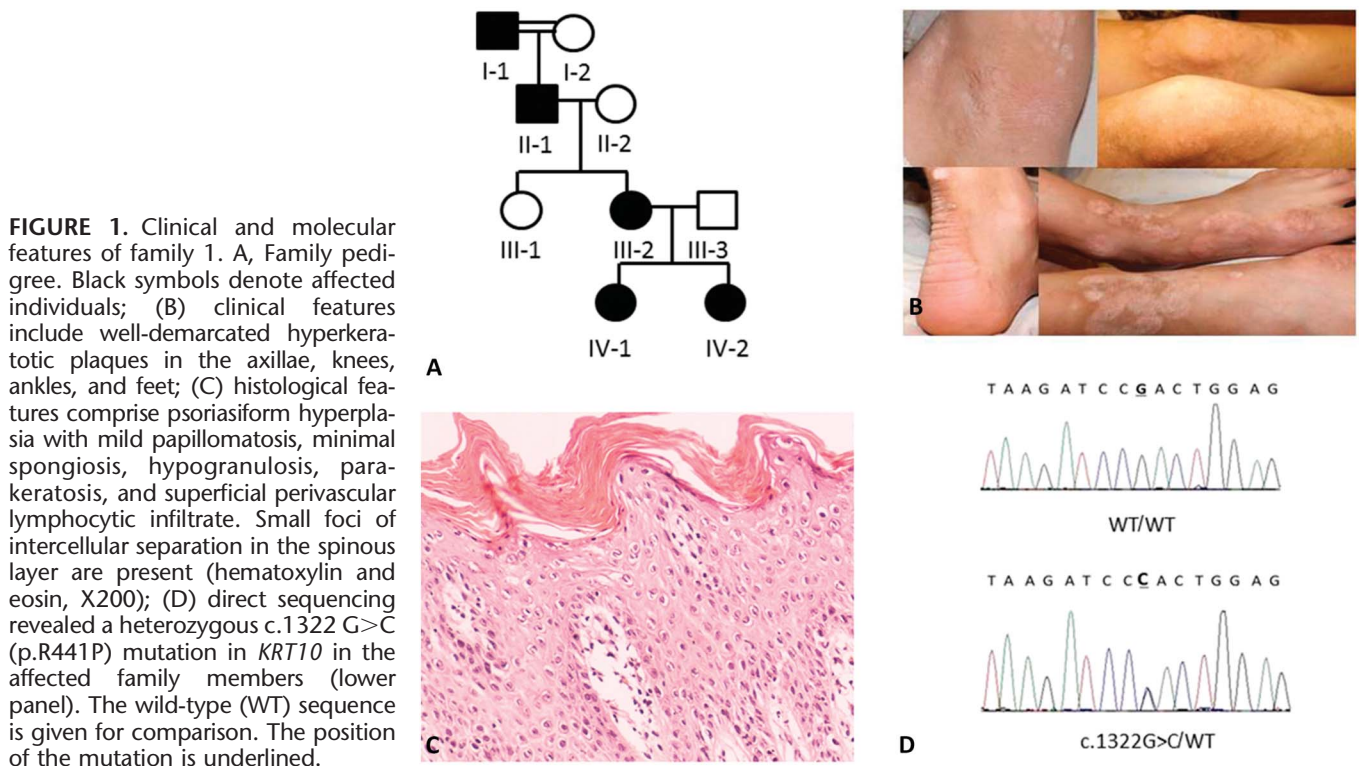 FIGURE 1. Clinical and molecular
features of family 1. A, Family pedi-
gree. Black symbols denote affected
individuals; (B) clinical features
include well-demarcated hyperkera-
totic plaques in the axillae, knees,
ankles, and feet; (C) histological fea-
tures comprise psoriasiform hyperpla-
sia with mild papillomatosis, minimal
spongiosis, hypogranulosis, para-
keratosis, and superficial perivascular
lymphocytic infiltrate. Small foci of
intercellular separation in the spinous
layer are present (hematoxylin and
eosin, X200); (D) direct sequencing
revealed a heterozygous c.1322 G>C
(p.R441P) mutation in KRT10 in the
affected family members (lower
panel). The wild-type (WT) sequence
is given for comparison. The position
of the mutation is underlined.
I-1 I-2
II-1 II-2
III-1 III-2 III-3
IV-1 IV-2
A
B
C
T A A G A T C C G A C T G G A G
WT/WT
T A A G A T C C C A C T G G A G
c.1322G>C/WT
D